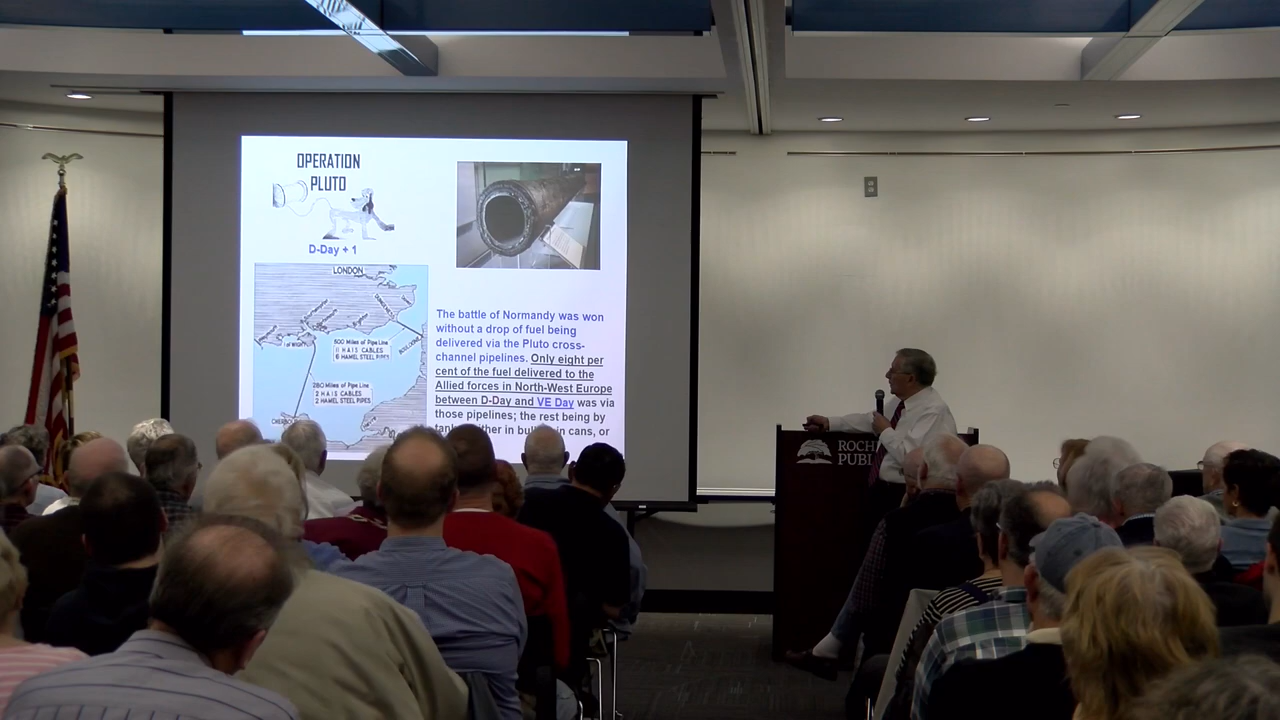 OPERATION
PLUTO
D-Day + 1
LONDON
500 Miles of Pipe Line
11 HAIS CABLES
6 HAMEL STEEL PIPES
BOULOGNE
280 Miles of Pipe Line
2 HAIS CABLES
2 HAMEL STEEL PIPES
The battle of Normandy was won
without a drop of fuel being
delivered via the Pluto cross-
channel pipelines. Only eight per
cent of the fuel delivered to the
Allied forces in North-West Europe
between D-Day and VE Day was via
those pipelines; the rest being by
in cans, or
ROCH
PUBL